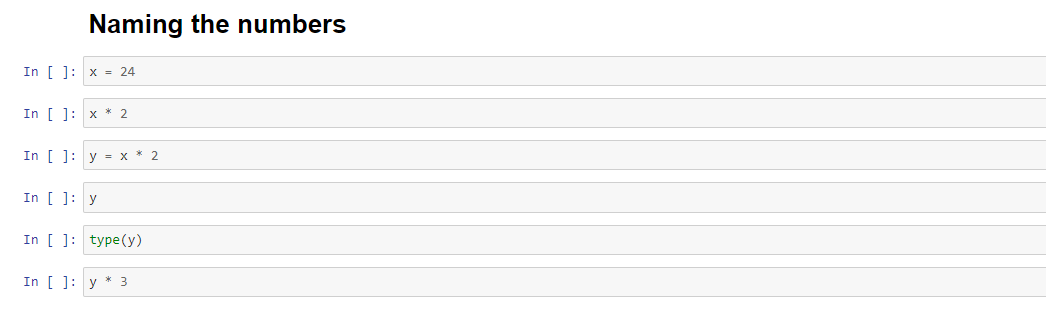 Naming the numbers
In [ ]: x = 24
In [ ]: x * 2
In [ ]: y = x * 2
In [ ]: y
In [ ]: type(y)
In [ ]: y * 3